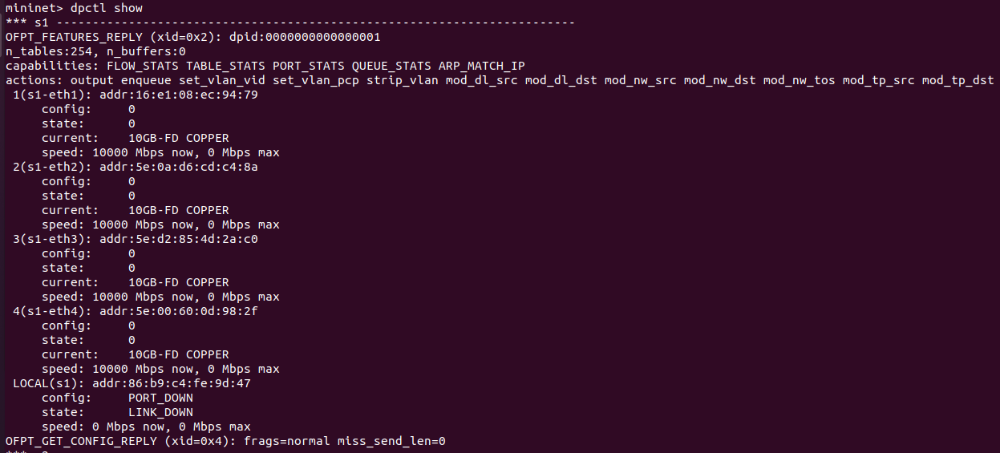 mininet> dpctl show
*** s1 ------------------------------------------------------------------------
OFPT_FEATURES_REPLY (xid=0x2): dpid:0000000000000001
n_tables:254, n_buffers:0
capabilities: FLOW_STATS TABLE_STATS PORT_STATS QUEUE_STATS ARP_MATCH_IP
actions: output enqueue set_vlan_vid set_vlan_pcp strip_vlan mod_dl_src mod_dl_dst mod_nw_src mod_nw_dst mod_nw_tos mod_tp_src mod_tp_dst
 1(s1-eth1): addr:16:e1:08:ec:94:79
     config:     0
     state:      0
     current:    10GB-FD COPPER
     speed: 10000 Mbps now, 0 Mbps max
 2(s1-eth2): addr:5e:0a:d6:cd:c4:8a
     config:     0
     state:      0
     current:    10GB-FD COPPER
     speed: 10000 Mbps now, 0 Mbps max
 3(s1-eth3): addr:5e:d2:85:4d:2a:c0
     config:     0
     state:      0
     current:    10GB-FD COPPER
     speed: 10000 Mbps now, 0 Mbps max
 4(s1-eth4): addr:5e:00:60:0d:98:2f
     config:     0
     state:      0
     current:    10GB-FD COPPER
     speed: 10000 Mbps now, 0 Mbps max
 LOCAL(s1): addr:86:b9:c4:fe:9d:47
     config:     PORT_DOWN
     state:      LINK_DOWN
     speed: 0 Mbps now, 0 Mbps max
OFPT_GET_CONFIG_REPLY (xid=0x4): frags=normal miss_send_len=0